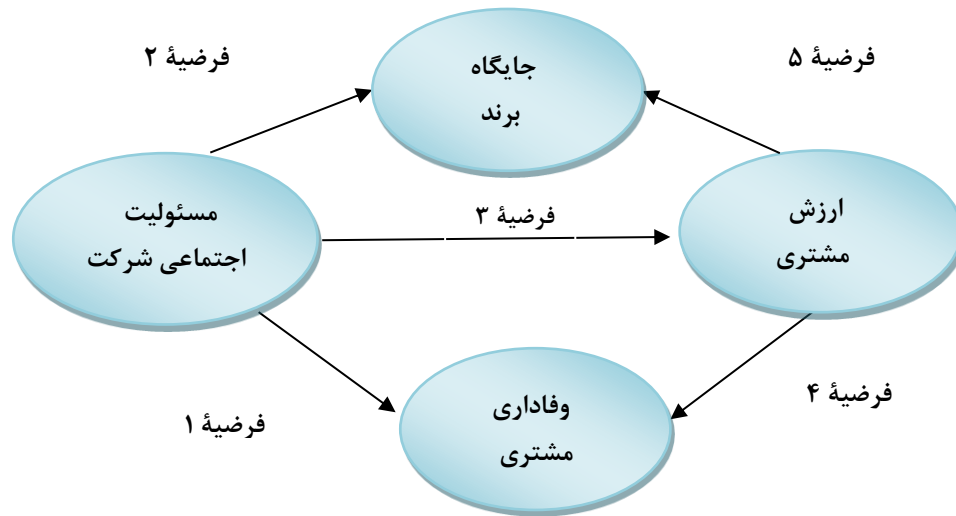 فرضیهٔ ۲
جایگاه
برند
فرضیهٔ ۵
مسئولیت
اجتماعی شرکت
فرضیهٔ ۳
ارزش
مشتری
فرضیهٔ ۱
وفاداری
مشتری
فرضیهٔ ۴